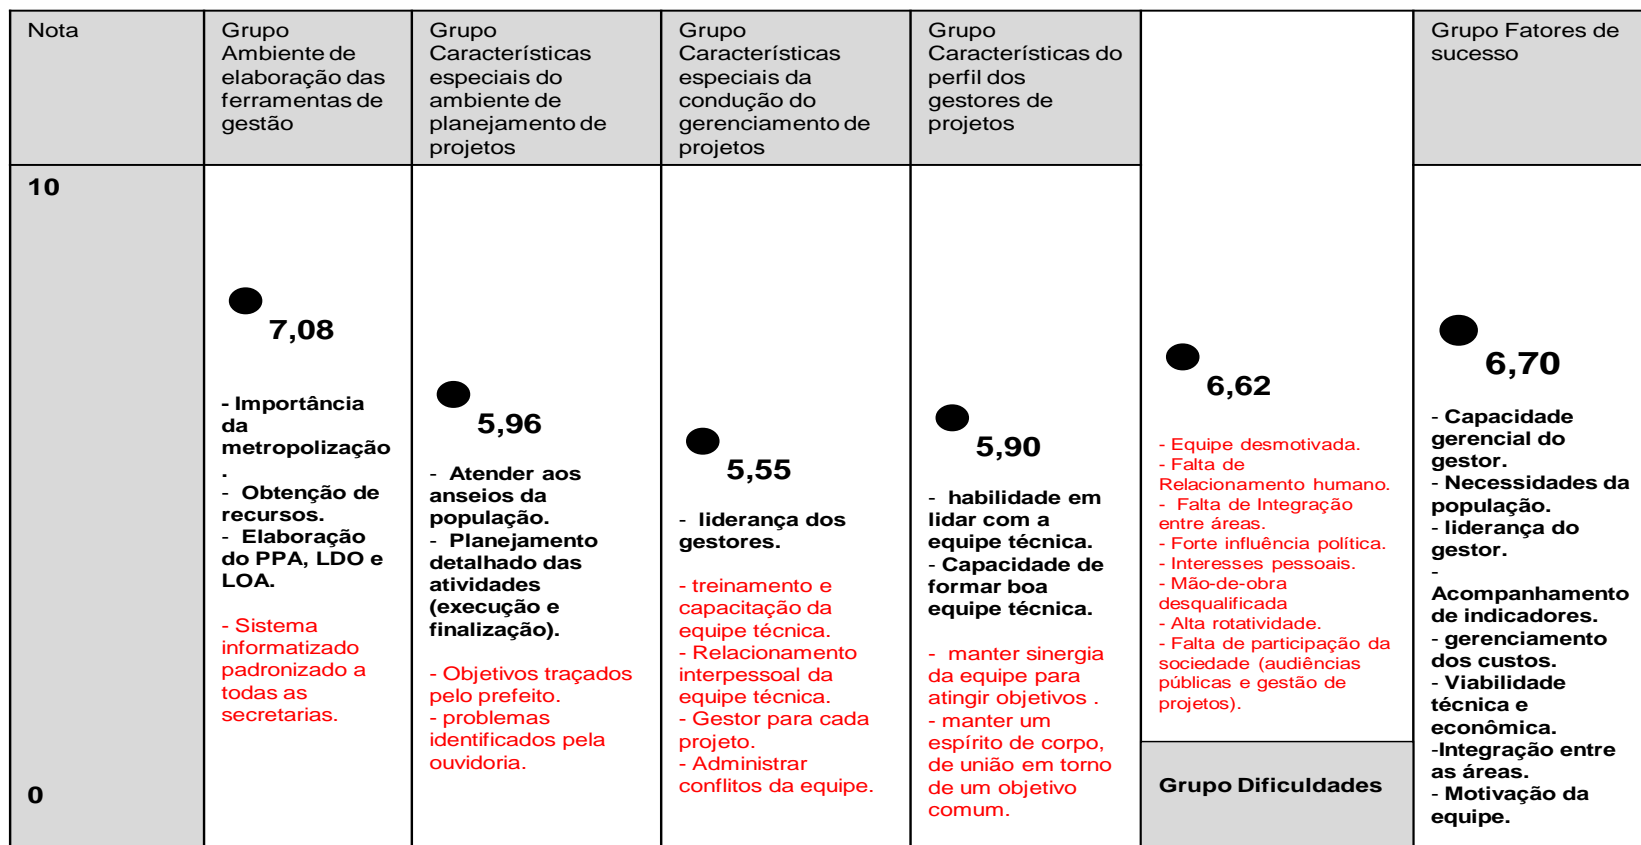 Nota
Grupo
Ambiente de
elaboração das
ferramentas de
gestão
Grupo
Características
especiais do
ambiente de
planejamento de
projetos
Grupo
Características
especiais da
condução do
gerenciamento de
projetos
Grupo
Características do
perfil dos
gestores de
projetos
Grupo Fatores de
sucesso
10
0
7,08
- Importância
da
metropolização
.
- Obtenção de
recursos.
- Elaboração
do PPA, LDO e
LOA.
- Sistema
informatizado
padronizado a
todas as
secretarias.
5,96
- Atender aos
anseios da
população.
- Planejamento
detalhado das
atividades
(execução e
finalização).
- Objetivos traçados
pelo prefeito.
- problemas
identificados pela
ouvidoria.
5,55
- liderança dos
gestores.
- treinamento e
capacitação da
equipe técnica.
- Relacionamento
interpessoal da
equipe técnica.
- Gestor para cada
projeto.
- Administrar
conflitos da equipe.
5,90
- habilidade em
lidar com a
equipe técnica.
- Capacidade de
formar boa
equipe técnica.
- manter sinergia
da equipe para
atingir objetivos .
- manter um
espírito de corpo,
de união em torno
de um objetivo
comum.
6,62
- Equipe desmotivada.
- Falta de
Relacionamento humano.
- Falta de Integração
entre áreas.
- Forte influência política.
- Interesses pessoais.
- Mão-de-obra
desqualificada
- Alta rotatividade.
- Falta de participação da
sociedade (audiências
públicas e gestão de
projetos).
Grupo Dificuldades
6,70
- Capacidade
gerencial do
gestor.
- Necessidades da
população.
- liderança do
gestor.
-
Acompanhamento
de indicadores.
- gerenciamento
dos custos.
- Viabilidade
técnica e
econômica.
-Integração entre
as áreas.
- Motivação da
equipe.